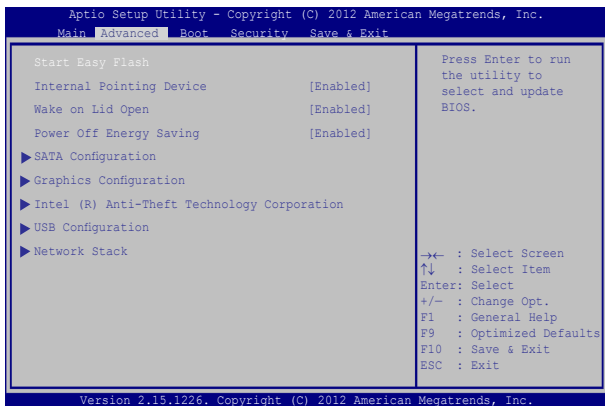 Aptio Setup Utility - Copyright (C) 2012 American Megatrends, Inc.
Main Advanced Boot Security Save & Exit
Start Easy Flash
Internal Pointing Device [Enabled]
Wake on Lid Open [Enabled]
Power Off Energy Saving [Enabled]
▶ SATA Configuration
▶ Graphics Configuration
▶ Intel (R) Anti-Theft Technology Corporation
▶ USB Configuration
▶ Network Stack
Press Enter to run
the utility to
select and update
BIOS.
→← : Select Screen
↑↓ : Select Item
Enter: Select
+/— : Change Opt.
F1 : General Help
F9 : Optimized Defaults
F10 : Save & Exit
ESC : Exit
Version 2.15.1226. Copyright (C) 2012 American Megatrends, Inc.